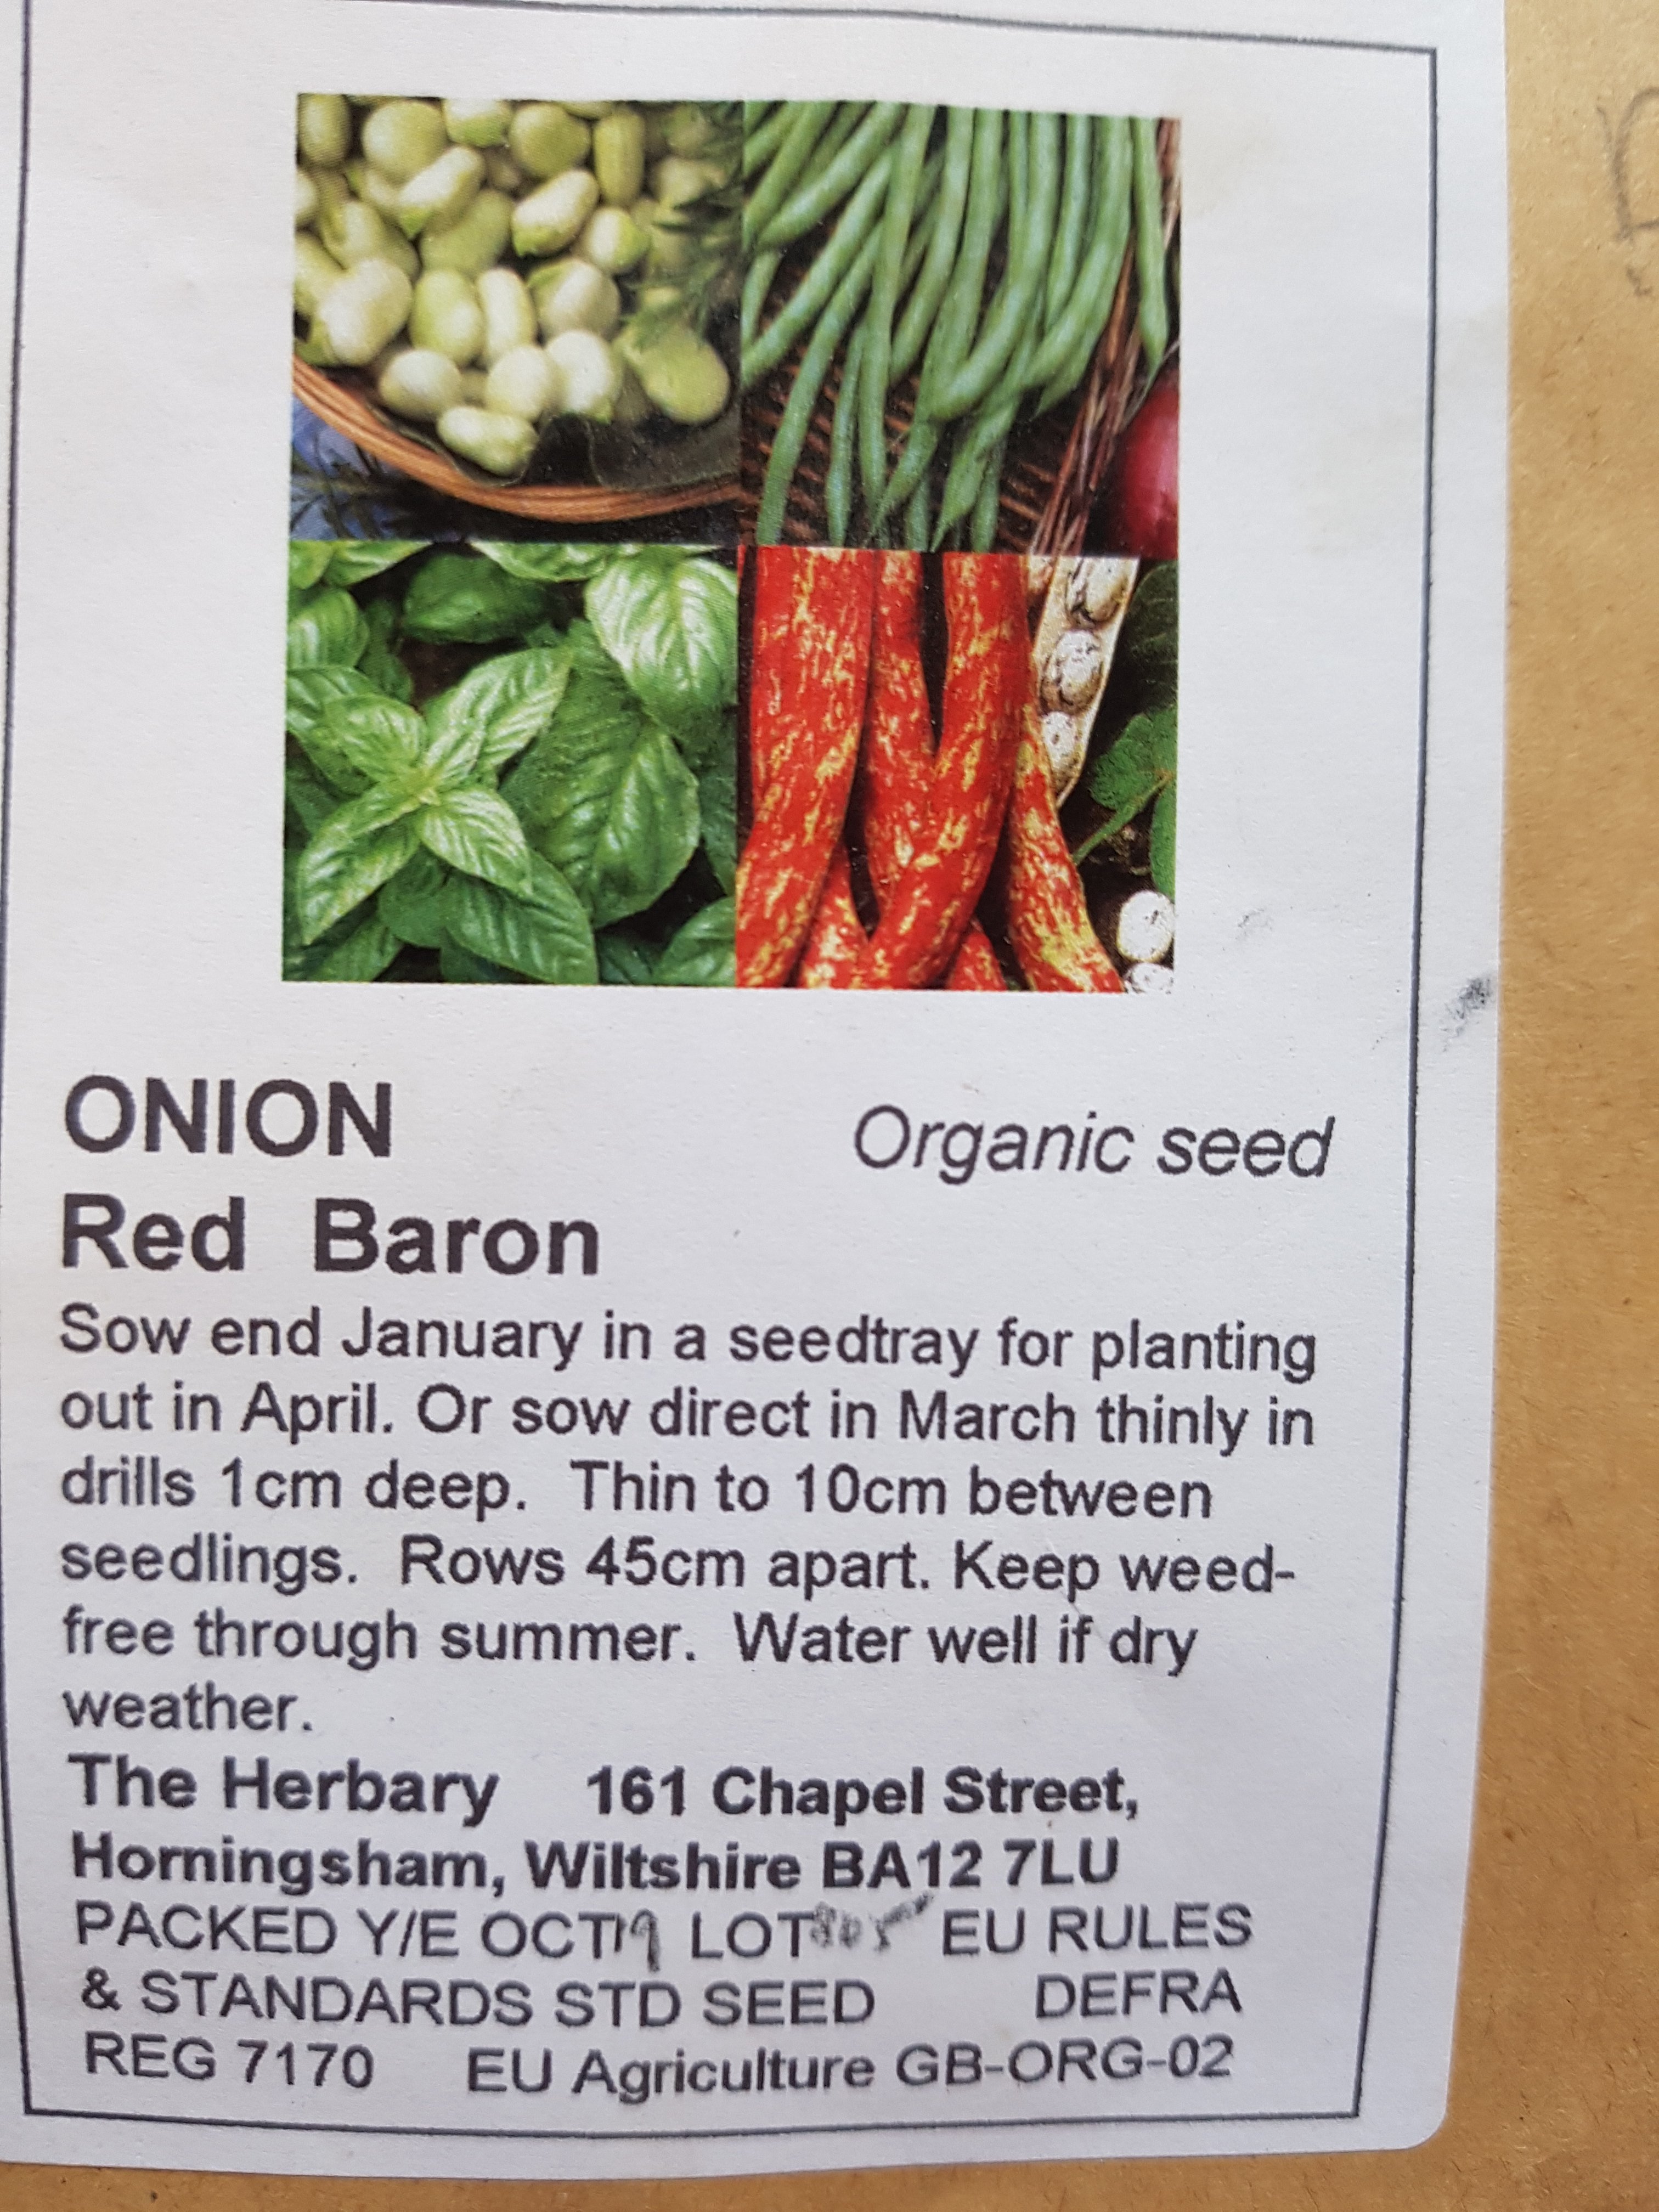 ONION Organic seed
Red Baron
Sow end January in a seedtray for planting
out in April. Or sow direct in March thinly in
drills 1cm deep. Thin to 10cm between
seedlings. Rows 45cm apart. Keep weed-
free through summer. Water well if dry
weather.
The Herbary 161 Chapel Street,
Horningsham, Wiltshire BA12 7LU
PACKED Y/E OCT19 LOT EU RULES
& STANDARDS STD SEED DEFRA
REG 7170 EU Agriculture GB-ORG-02